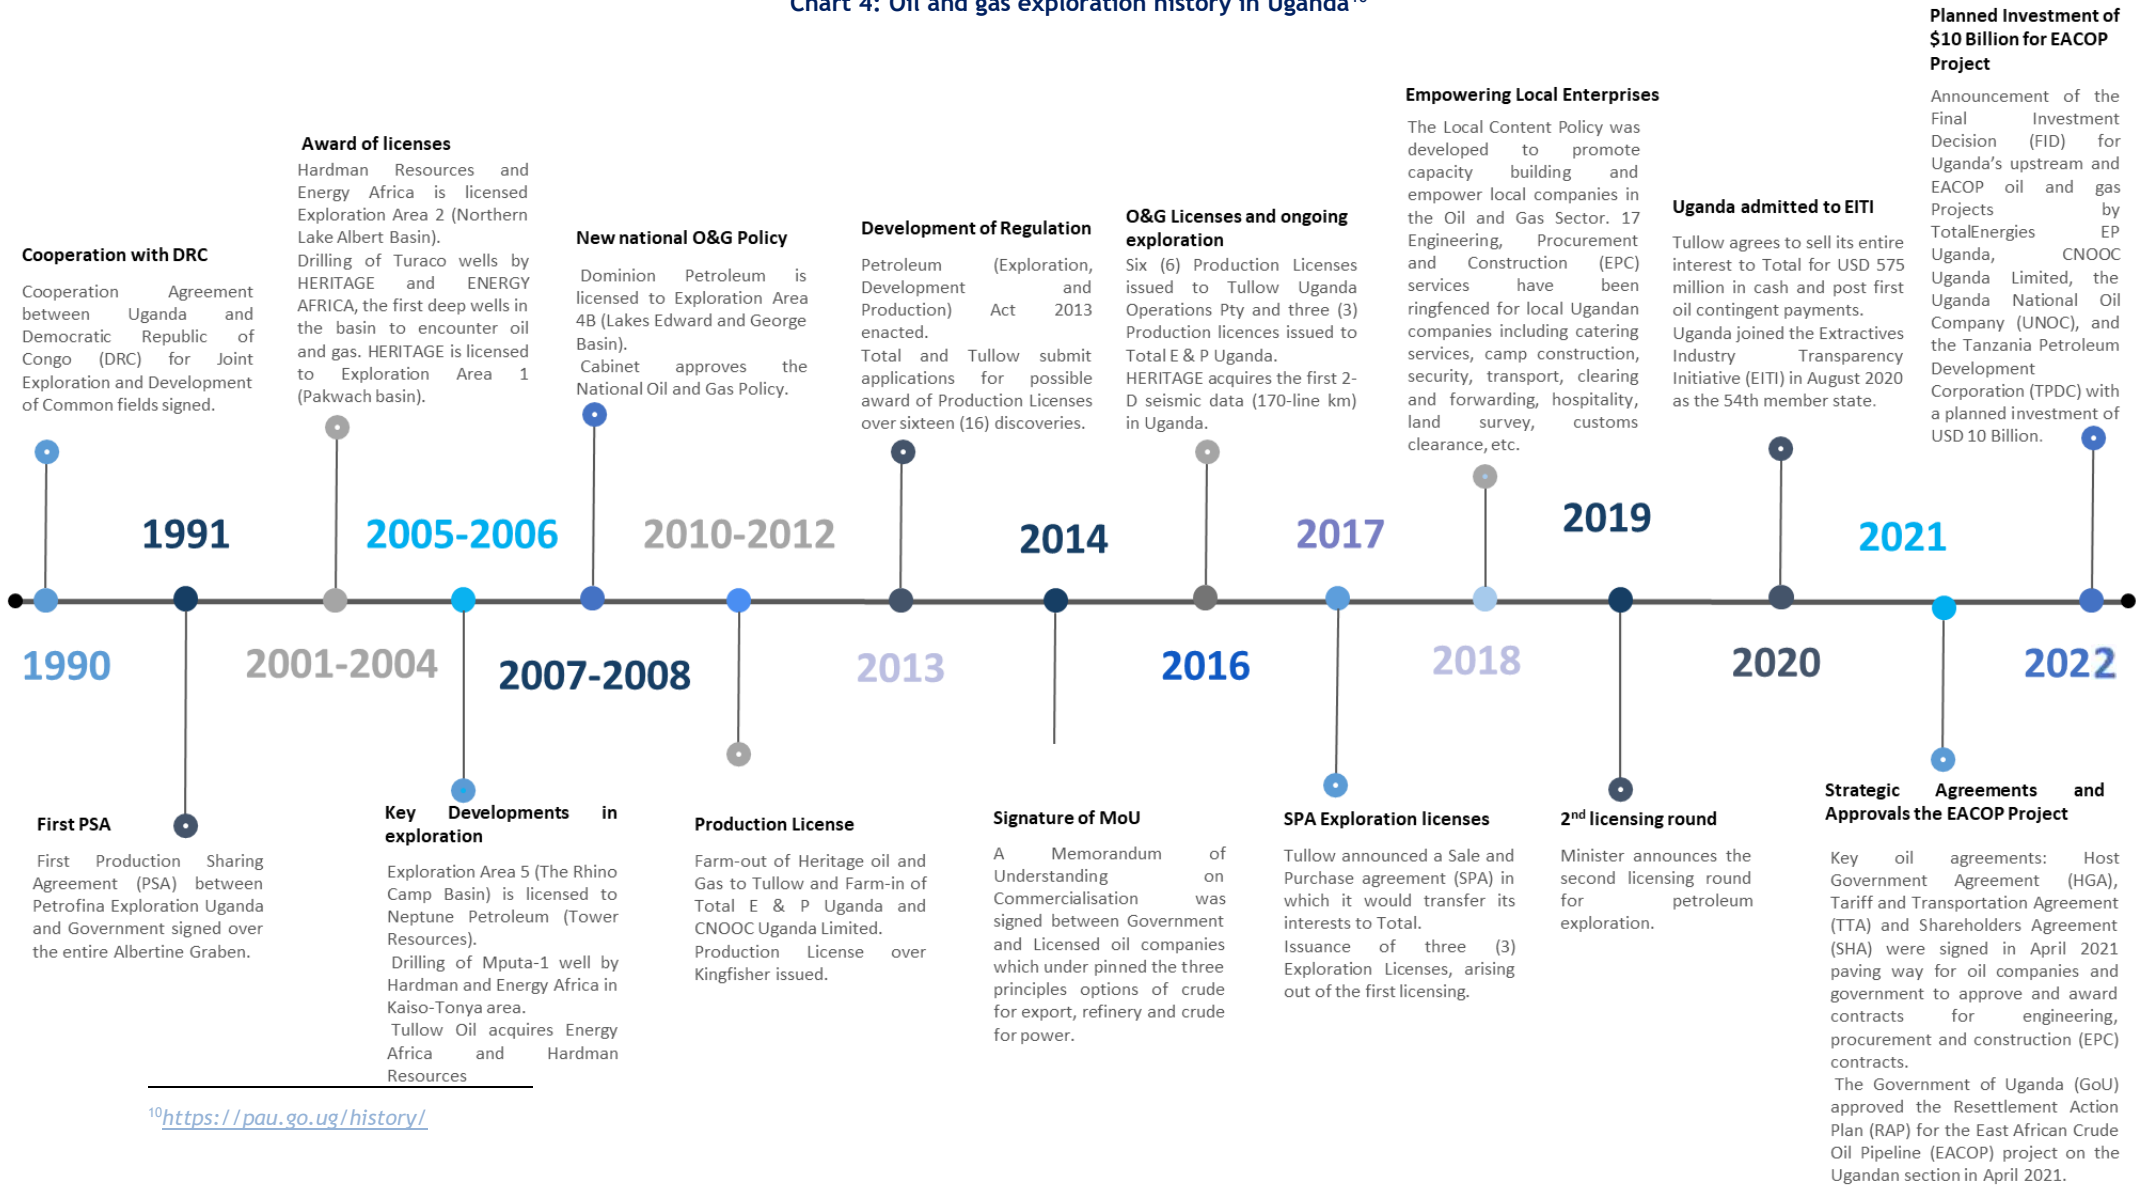 Chart 4: Oil and gas exploration history in Uganda10
Cooperation with DRC
Cooperation Agreement
between Uganda and
Democratic Republic of
Congo (DRC) for Joint
Exploration and Development
of Common fields signed.
1990
1991
First PSA
First Production Sharing
Agreement (PSA) between
Petrofina Exploration Uganda
and Government signed over
the entire Albertine Graben.
Award of licenses
Hardman Resources and
Energy Africa is licensed
Exploration Area 2 (Northern
Lake Albert Basin).
Drilling of Turaco wells by
HERITAGE and ENERGY
AFRICA, the first deep wells in
the basin to encounter oil
and gas. HERITAGE is licensed
to Exploration Area 1
(Pakwach basin).
2001-2004
2005-2006
Key Developments in
exploration
Exploration Area 5 (The Rhino
Camp Basin) is licensed to
Neptune Petroleum (Tower
Resources).
Drilling of Mputa-1 well by
Hardman and Energy Africa in
Kaiso-Tonya area.
Tullow Oil acquires Energy
Africa and Hardman
Resources
New national O&G Policy
Dominion Petroleum is
licensed to Exploration Area
4B (Lakes Edward and George
Basin).
Cabinet approves the
National Oil and Gas Policy.
2007-2008
2010-2012
Production License
Farm-out of Heritage oil and
Gas to Tullow and Farm-in of
Total E & P Uganda and
CNOOC Uganda Limited.
Production License over
Kingfisher issued.
Development of Regulation
Petroleum (Exploration,
Development and
Production) Act 2013
enacted.
Total and Tullow submit
applications for possible
award of Production Licenses
over sixteen (16) discoveries.
2013
2014
Signature of MoU
A Memorandum of
Understanding on
Commercialisation was
signed between Government
and Licensed oil companies
which under pinned the three
principles options of crude
for export, refinery and crude
for power.
O&G Licenses and ongoing
exploration
Six (6) Production Licenses
issued to Tullow Uganda
Operations Pty and three (3)
Production licences issued to
Total E & P Uganda.
HERITAGE acquires the first 2-
D seismic data (170-line km)
in Uganda.
2016
2017
SPA Exploration licenses
Tullow announced a Sale and
Purchase agreement (SPA) in
which it would transfer its
interests to Total.
Issuance of three (3)
Exploration Licenses, arising
out of the first licensing.
Empowering Local Enterprises
The Local Content Policy was
developed to promote
capacity building and
empower local companies in
the Oil and Gas Sector. 17
Engineering, Procurement
and Construction (EPC)
services have been
ringfenced for local Ugandan
companies including catering
services, camp construction,
security, transport, clearing
and forwarding, hospitality,
land survey, customs
clearance, etc.
2018
2019
2nd licensing round
Minister announces the
second licensing round
for petroleum
exploration.
Uganda admitted to EITI
Tullow agrees to sell its entire
interest to Total for USD 575
million in cash and post first
oil contingent payments.
Uganda joined the Extractives
Industry Transparency
Initiative (EITI) in August 2020
as the 54th member state.
2020
2021
Strategic Agreements and
Approvals the EACOP Project
Key oil agreements: Host
Government Agreement (HGA),
Tariff and Transportation Agreement
(TTA) and Shareholders Agreement
(SHA) were signed in April 2021
paving way for oil companies and
government to approve and award
contracts for engineering,
procurement and construction (EPC)
contracts.
The Government of Uganda (GoU)
approved the Resettlement Action
Plan (RAP) for the East African Crude
Oil Pipeline (EACOP) project on the
Ugandan section in April 2021.
Planned Investment of
$10 Billion for EACOP
Project
Announcement of the
Final Investment
Decision (FID) for
Uganda's upstream and
EACOP oil and gas
Projects by
TotalEnergies EP
Uganda, CNOOC
Uganda Limited, the
Uganda National Oil
Company (UNOC), and
the Tanzania Petroleum
Development
Corporation (TPDC) with
a planned investment of
USD 10 Billion.
2022
10https://pau.go.ug/history/